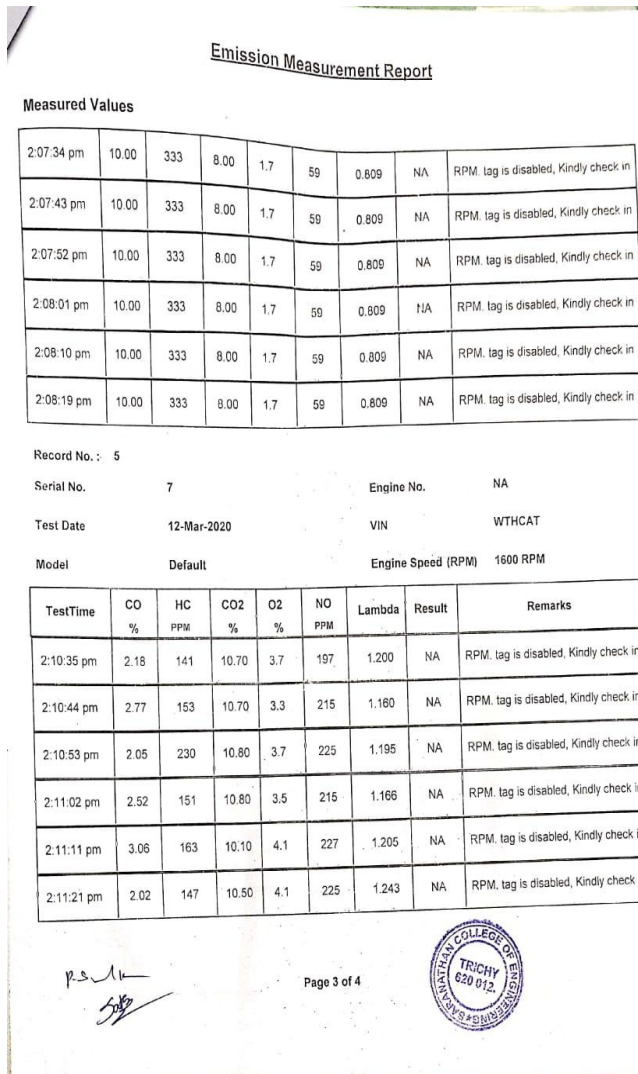 Emission Measurement Report
Measured Values
2:07:34 pm 10.00 333 8.00 1.7 59 0.809 NA RPM. tag is disabled, Kindly check in
2:07:43 pm 10.00 333 8.00 1.7 59 0.809 NA RPM. tag is disabled, Kindly check in
2:07:52 pm 10.00 333 8.00 1.7 59 0.809 NA RPM. tag is disabled, Kindly check in
2:08:01 pm 10.00 333 8.00 1.7 59 0.809 NA RPM. tag is disabled, Kindly check in
2:08:10 pm 10.00 333 8.00 1.7 59 0.809 NA RPM. tag is disabled, Kindly check in
2:08:19 pm 10.00 333 8.00 1.7 59 0.809 NA RPM. tag is disabled, Kindly check in
Record No. : 5
Serial No. 7 Engine No. NA
Test Date 12-Mar-2020 VIN WTHCAT
Model Default Engine Speed (RPM) 1600 RPM
TestTime CO % HC PPM CO2 % O2 % NO PPM Lambda Result Remarks
2:10:35 pm 2.18 141 10.70 3.7 197 1.200 NA RPM. tag is disabled, Kindly check in
2:10:44 pm 2.77 153 10.70 3.3 215 1.160 NA RPM. tag is disabled, Kindly check in
2:10:53 pm 2.05 230 10.80 3.7 225 1.195 NA RPM. tag is disabled, Kindly check in
2:11:02 pm 2.52 151 10.80 3.5 215 1.166 NA RPM. tag is disabled, Kindly check i
2:11:11 pm 3.06 163 10.10 4.1 227 1.205 NA RPM. tag is disabled, Kindly check i
2:11:21 pm 2.02 147 10.50 4.1 225 1.243 NA RPM. tag is disabled, Kindly check
Page 3 of 4
SARANATHAN COLLEGE OF ENGINEERING
TRICHY
620 012.